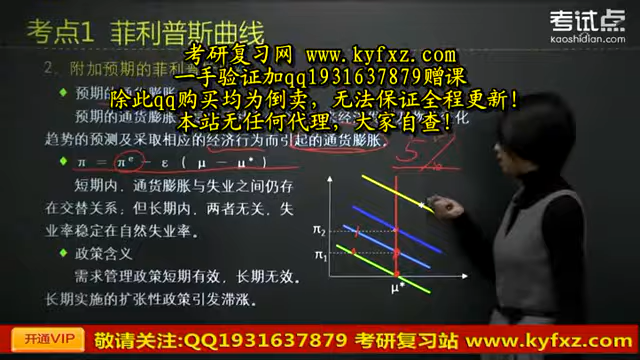 考点1 菲利普斯曲线
考试点
kaoshidian.com
考研复习网 www.kyfxz.com
一手验证加qq1931637879赠课
除此qq购买均为倒卖，无法保证全程更新！
本站无任何代理，大家自查！
2、附加预期的菲利普
预期的通货膨胀
预期的通货膨胀
化
趋势的预测及采取相应的经济行为而引起的通货膨胀。
5%
π = πᵉ - ε ( μ - μ* )
短期内，通货膨胀与失业之间仍存
在交替关系；但长期内，两者无关，失
业率稳定在自然失业率。
政策含义
需求管理政策短期有效，长期无效。
长期实施的扩张性政策引发滞涨。
π₂
π₁
μ*
开通VIP 敬请关注:QQ1931637879 考研复习站 www.kyfxz.com